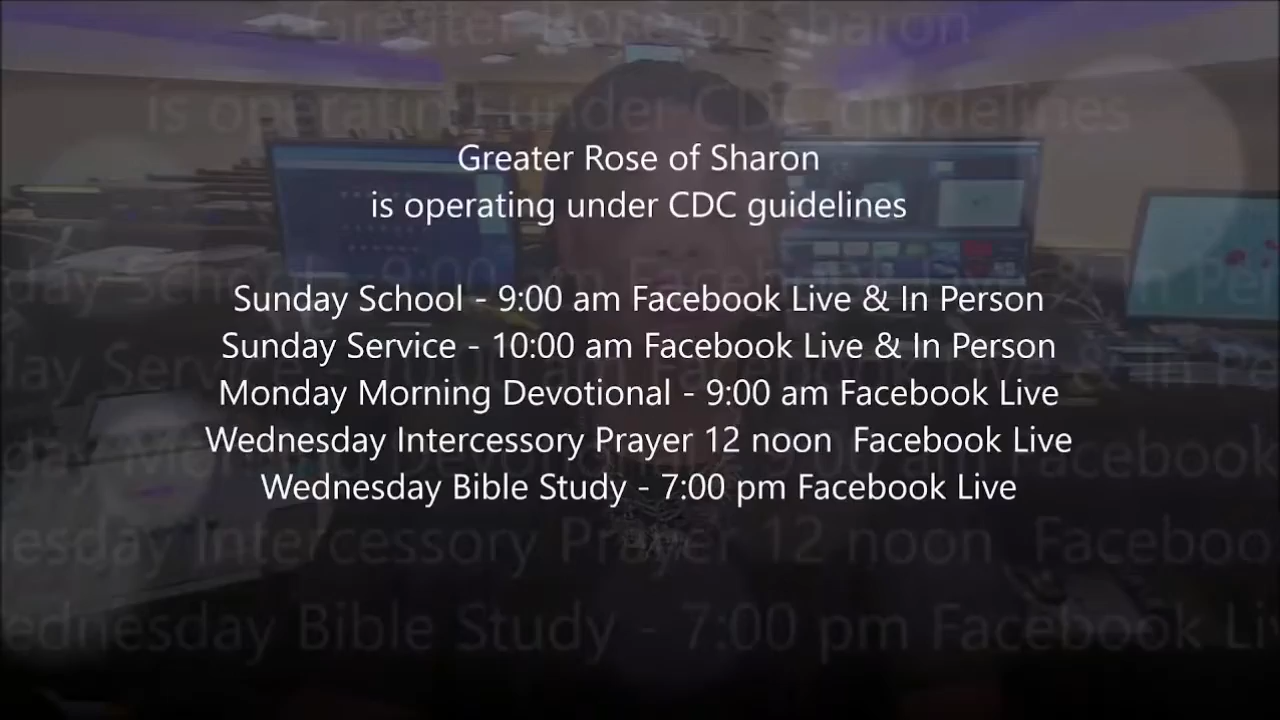 Greater Rose of Sharon
is operating under CDC guidelines
Sunday School - 9:00 am Facebook Live & In Person
Sunday Service - 10:00 am Facebook Live & In Person
Monday Morning Devotional - 9:00 am Facebook Live
Wednesday Intercessory Prayer 12 noon  Facebook Live
Wednesday Bible Study - 7:00 pm Facebook Live